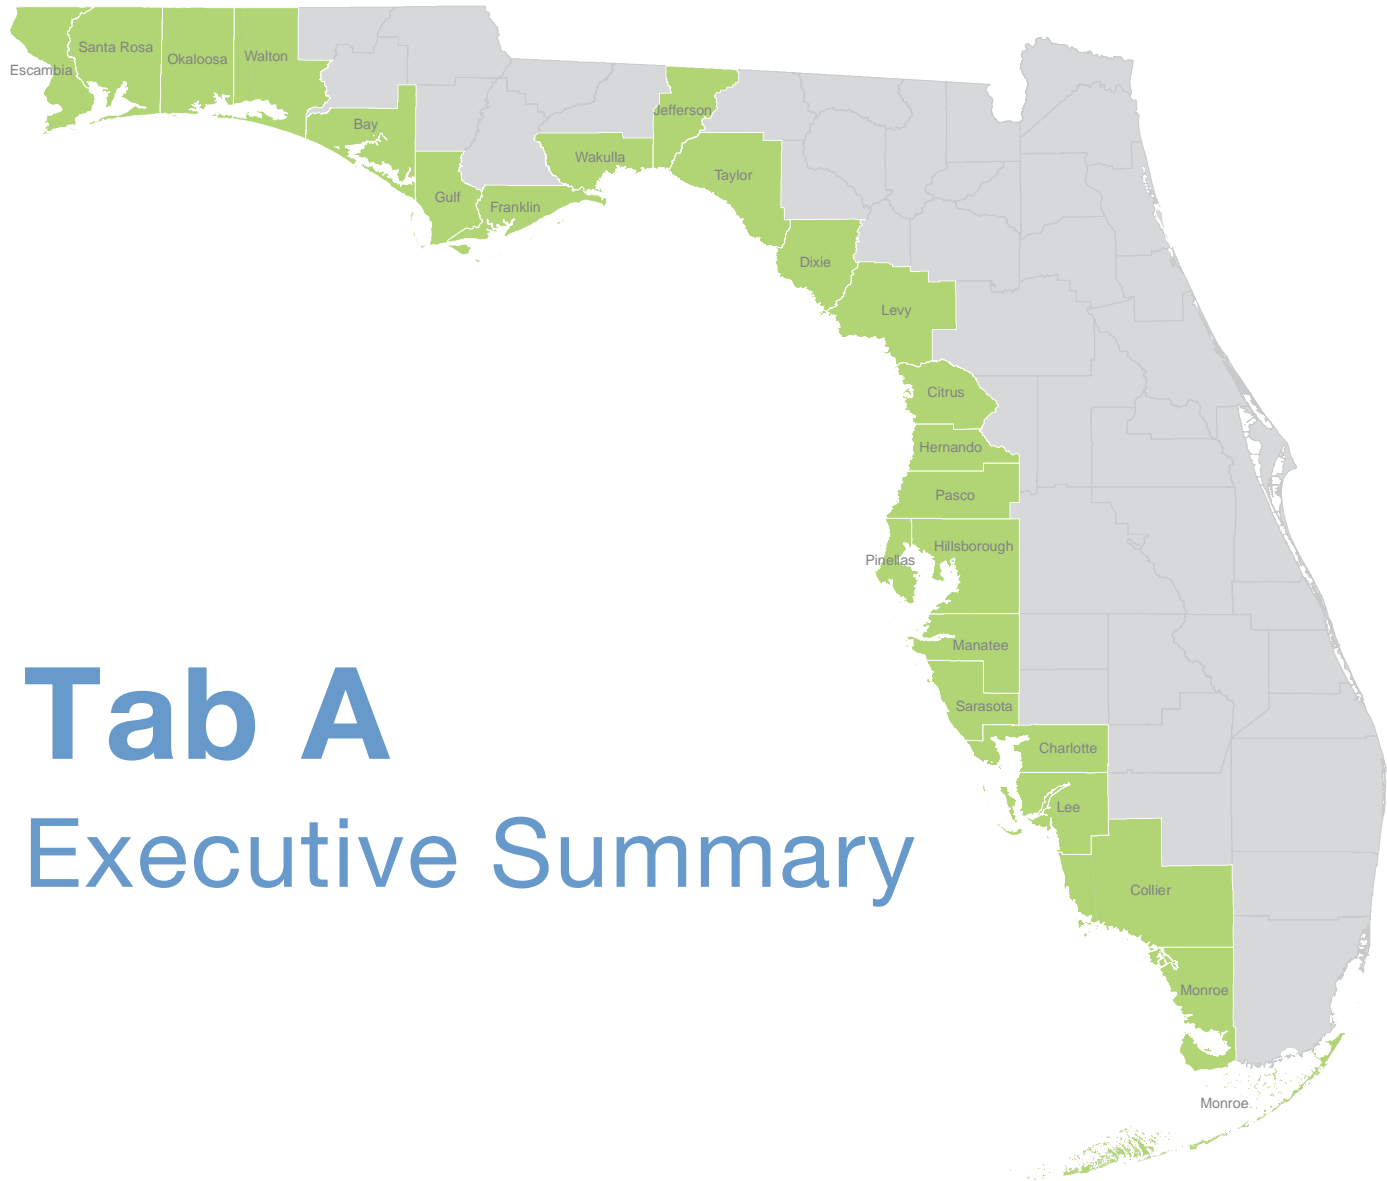 Santa Rosa
Okaloosa
Walton
Escambia
Jefferson
Bay
Wakulla
Taylor
Gulf
Franklin
Dixie
Levy
Citrus
Hernando
Pasco
Hillsborough
Pinellas
Manatee
Sarasota
Charlotte
Lee
Collier
Monroe
Monroe
Tab A
Executive Summary